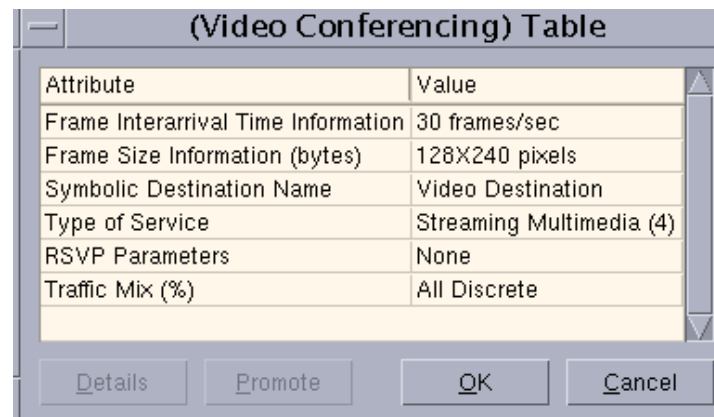 (Video Conferencing) Table
Attribute Value
Frame Interarrival Time Information 30 frames/sec
Frame Size Information (bytes) 128X240 pixels
Symbolic Destination Name Video Destination
Type of Service Streaming Multimedia (4)
RSVP Parameters None
Traffic Mix (%) All Discrete
Details Promote OK Cancel